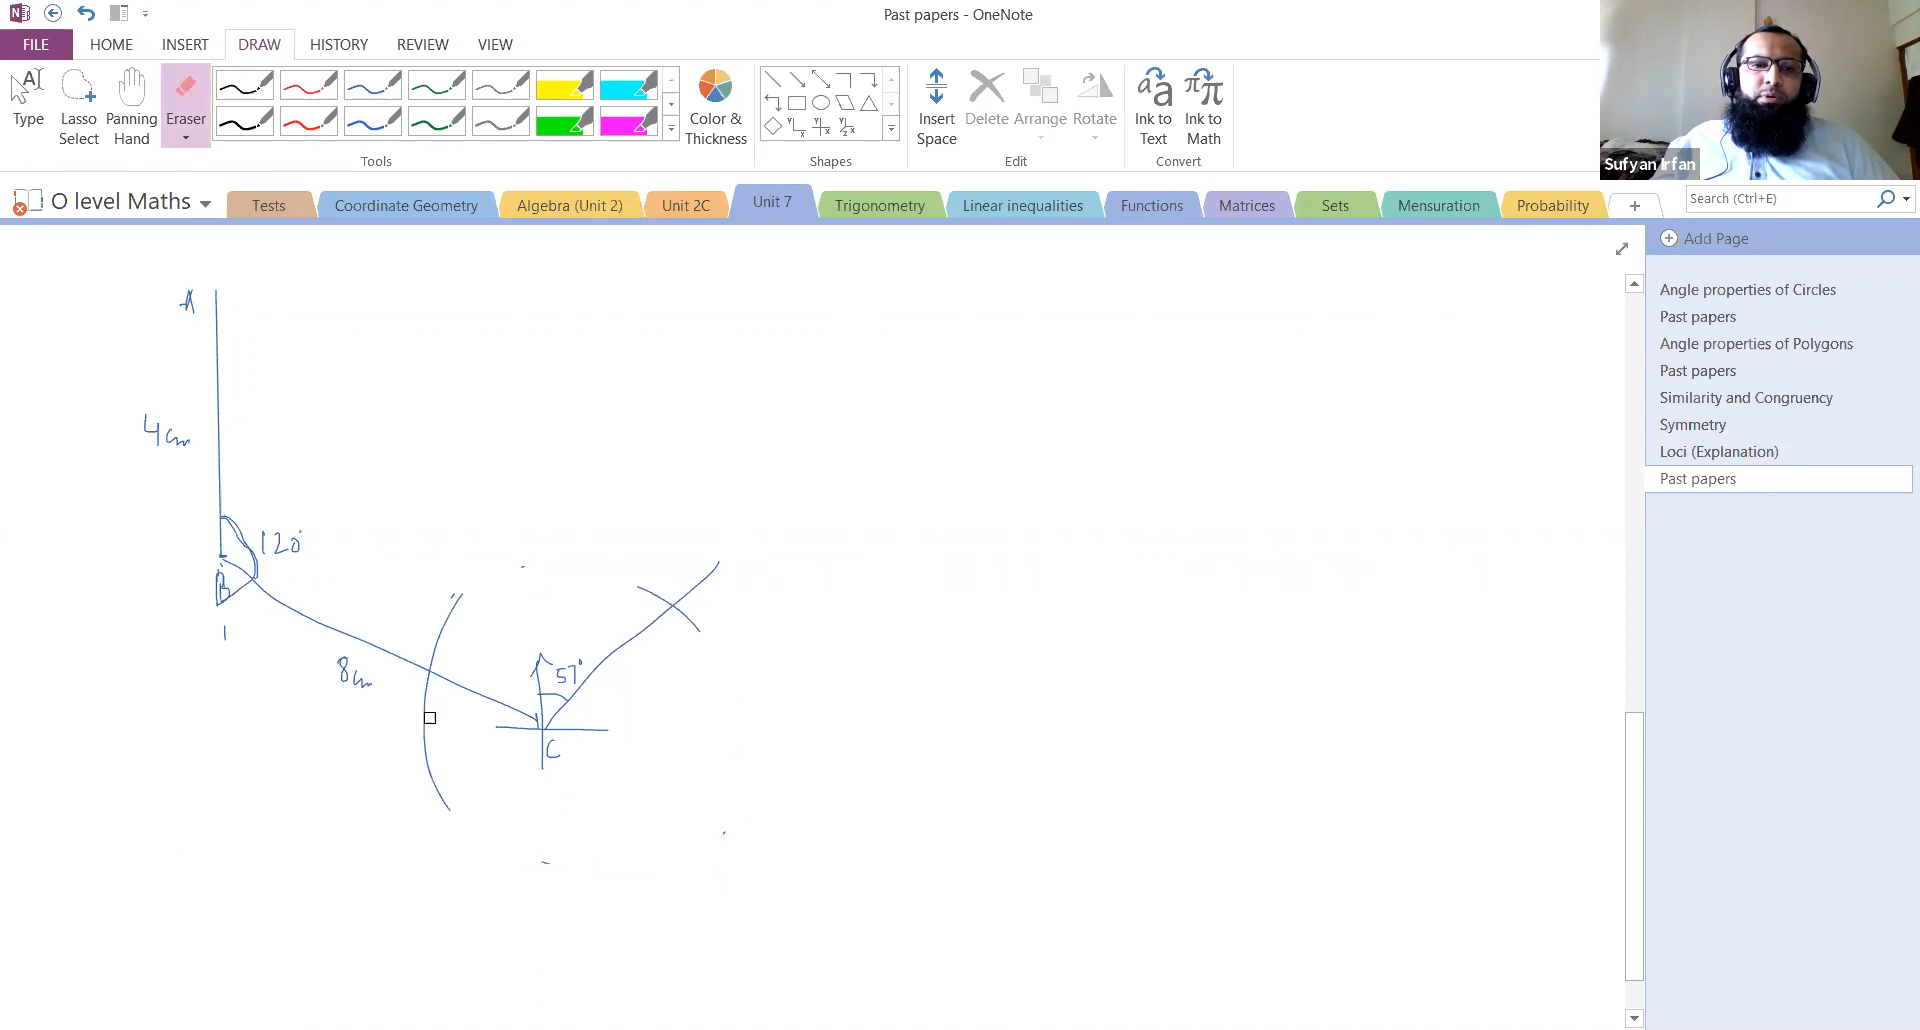 Past papers - OneNote
FILE HOME INSERT DRAW HISTORY REVIEW VIEW
Type
Lasso Select
Panning Hand
Eraser
Color & Thickness
Insert Space
Delete
Arrange
Rotate
Ink to Text
Ink to Math
Tools
Shapes
Edit
Convert
Sufyan Irfan
O level Maths
Tests
Coordinate Geometry
Algebra (Unit 2)
Unit 2C
Unit 7
Trigonometry
Linear inequalities
Functions
Matrices
Sets
Mensuration
Probability
Search (Ctrl+E)
Add Page
Angle properties of Circles
Past papers
Angle properties of Polygons
Past papers
Similarity and Congruency
Symmetry
Loci (Explanation)
Past papers
A
4cm
120°
B
8cm
57°
C